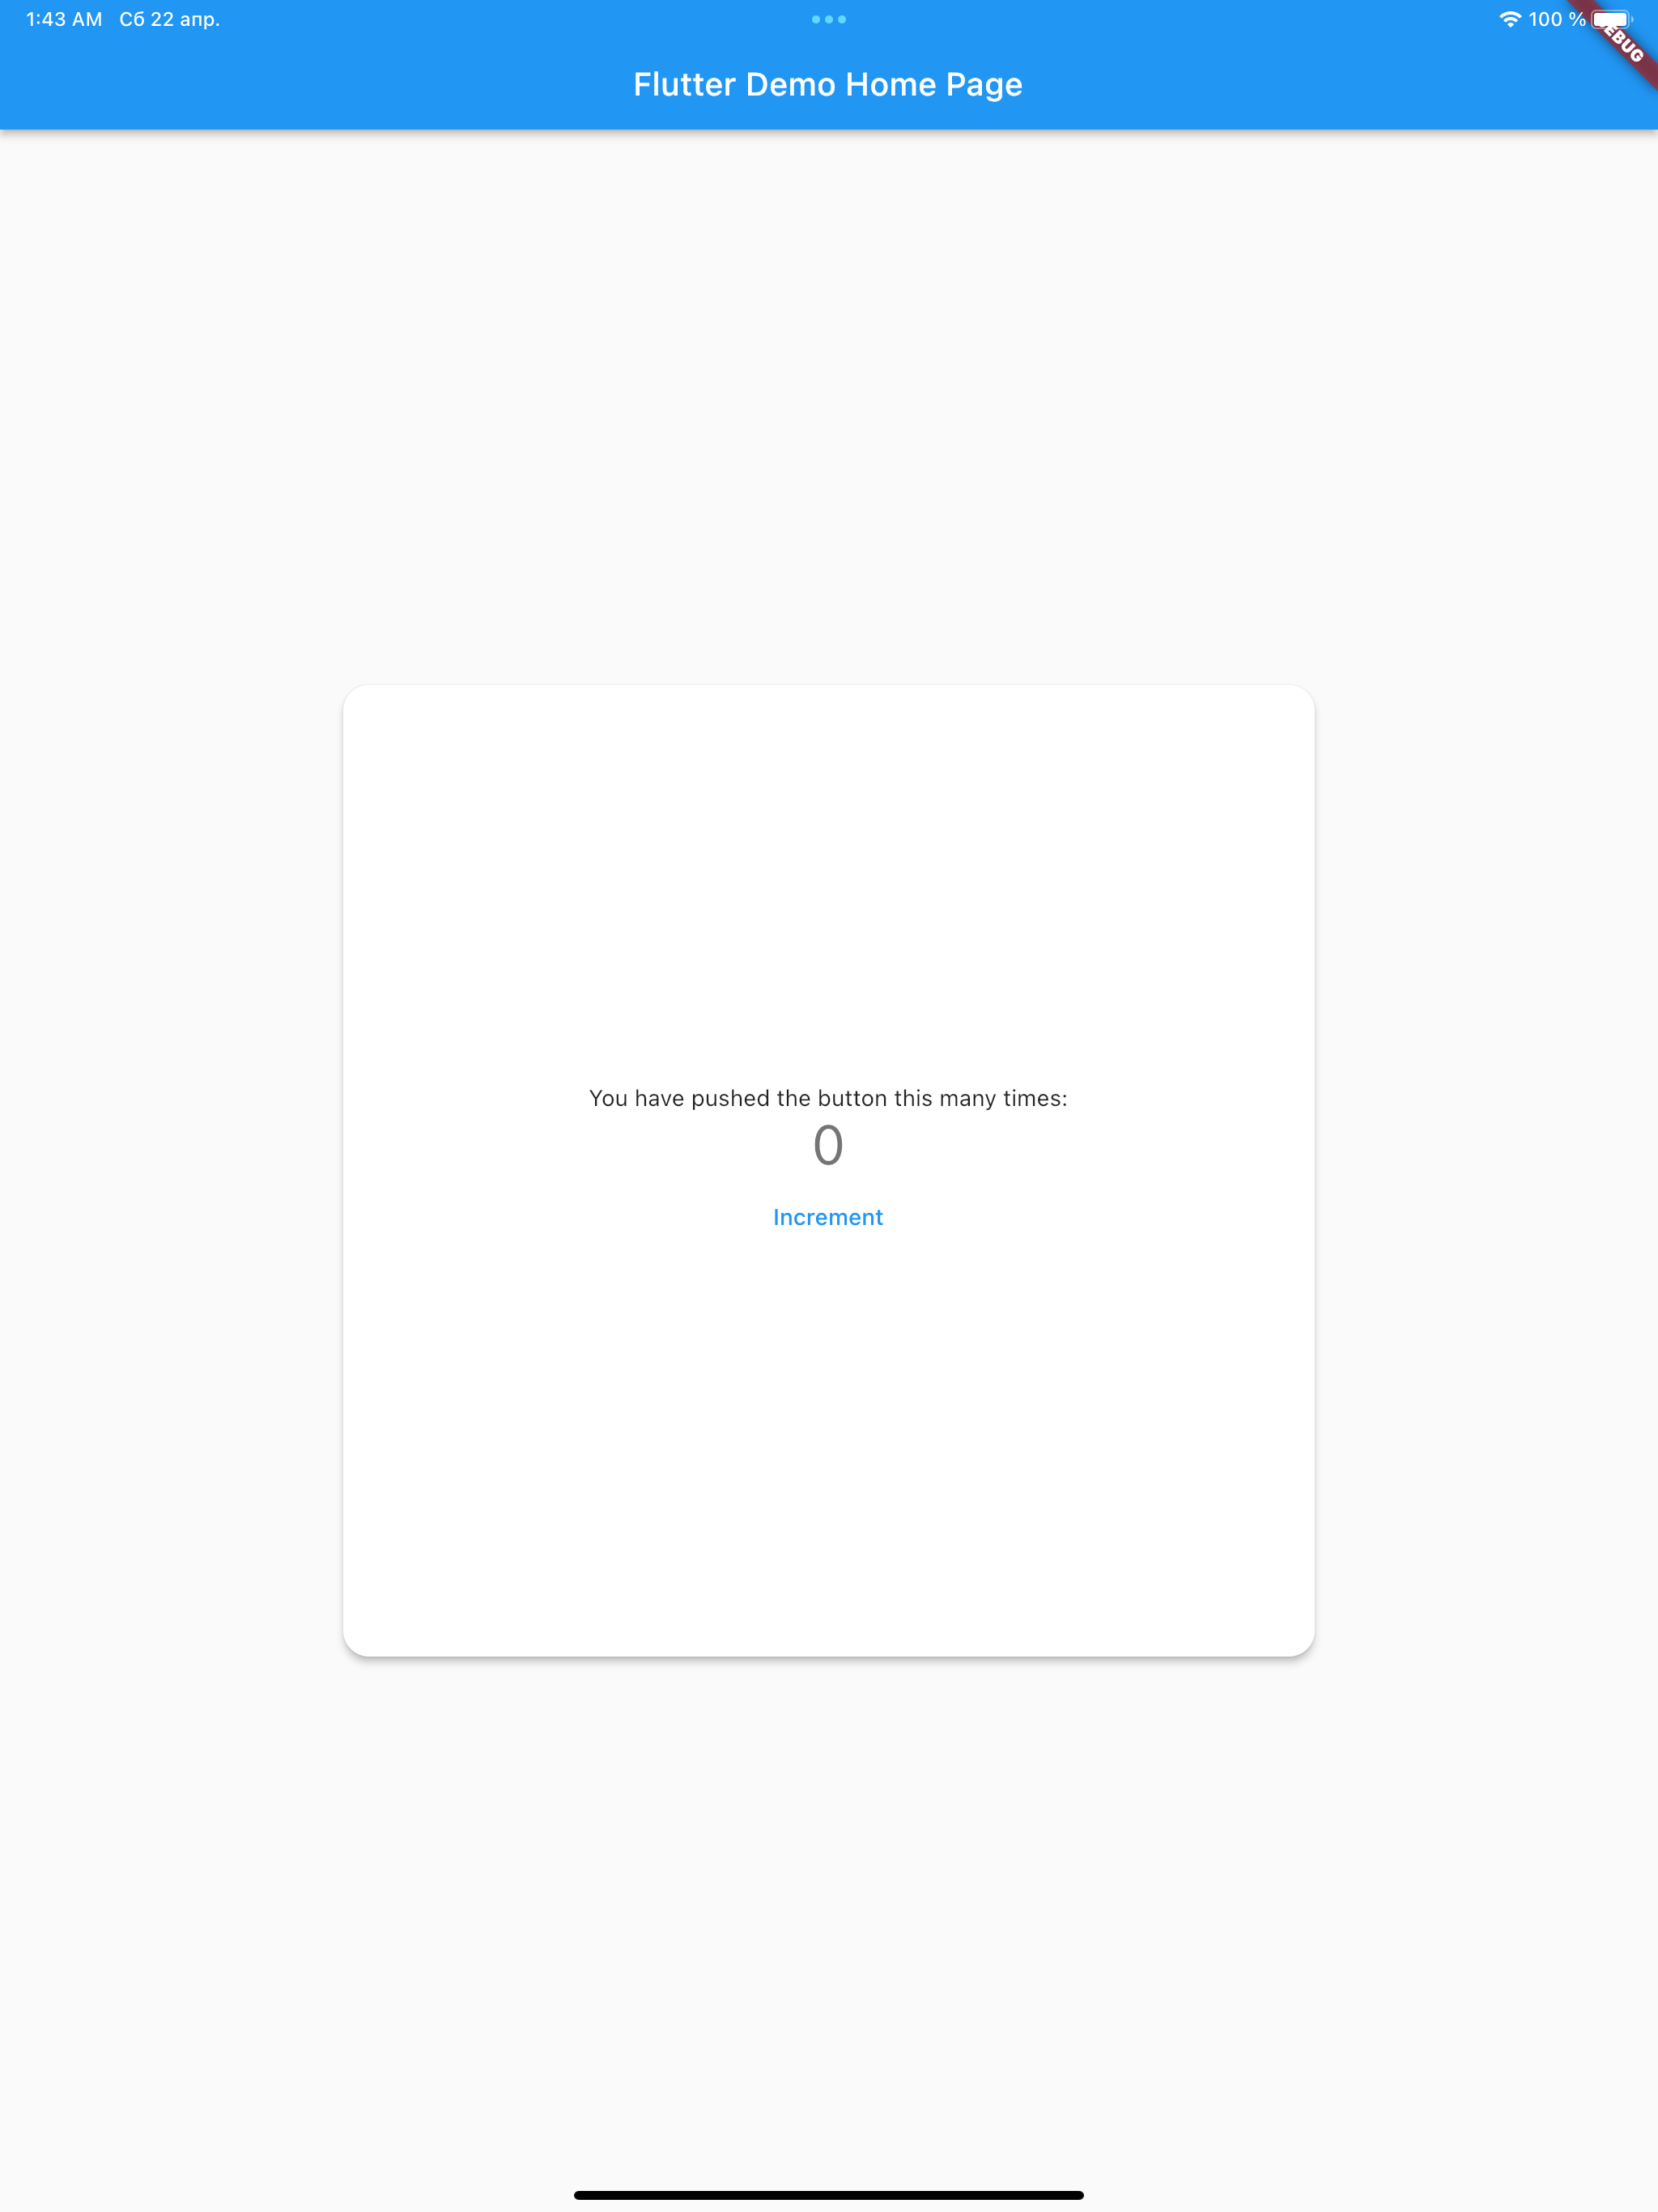 1:43 AM Сб 22 апр.
100 %
EBUG
Flutter Demo Home Page
You have pushed the button this many times:
0
Increment